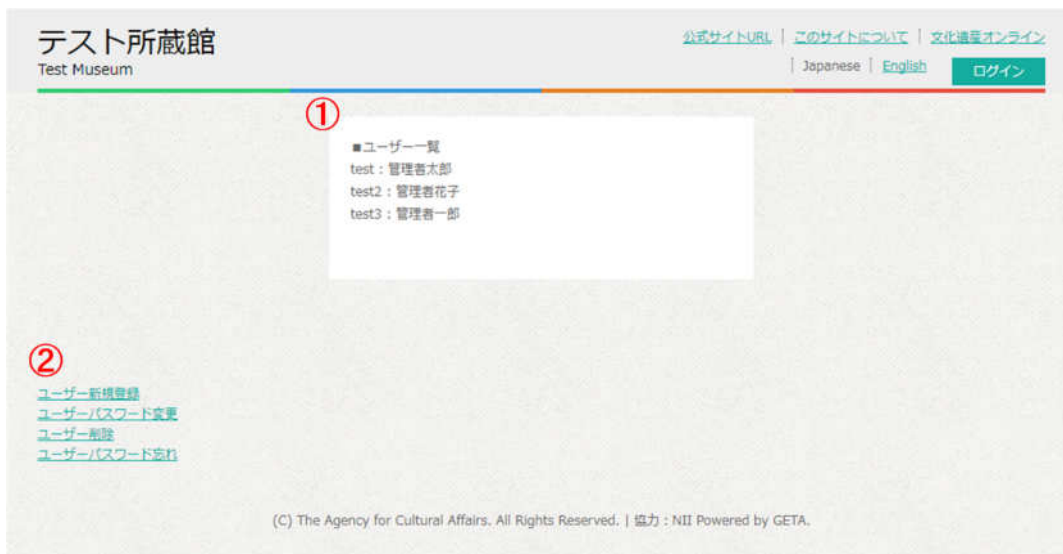 テスト所蔵館
Test Museum
公式サイトURL | このサイトについて | 文化遺産オンライン
| Japanese | English ログイン
①
■ユーザー一覧
test:管理者太郎
test2:管理者花子
test3:管理者一郎
②
ユーザー新規登録
ユーザーパスワード変更
ユーザー削除
ユーザーパスワード忘れ
(C) The Agency for Cultural Affairs. All Rights Reserved. | 協力:NII Powered by GETA.